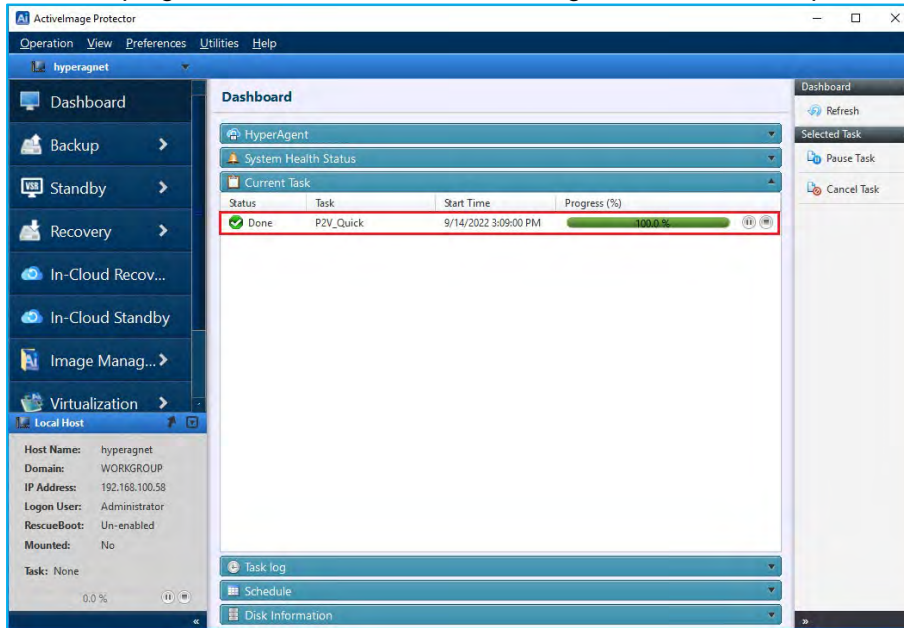 ActiveImage Protector
Operation View Preferences Utilities Help
hyperagnet
Dashboard
Backup
Standby
Recovery
In-Cloud Recov...
In-Cloud Standby
Image Manag...
Virtualization
Local Host
Host Name: hyperagnet
Domain: WORKGROUP
IP Address: 192.168.100.58
Logon User: Administrator
RescueBoot: Un-enabled
Mounted: No
Task: None
0.0 %
Dashboard
HyperAgent
System Health Status
Current Task
Status Task Start Time Progress (%)
Done P2V_Quick 9/14/2022 3:09:00 PM 100.0 %
Task log
Schedule
Disk Information
Dashboard
Refresh
Selected Task
Pause Task
Cancel Task